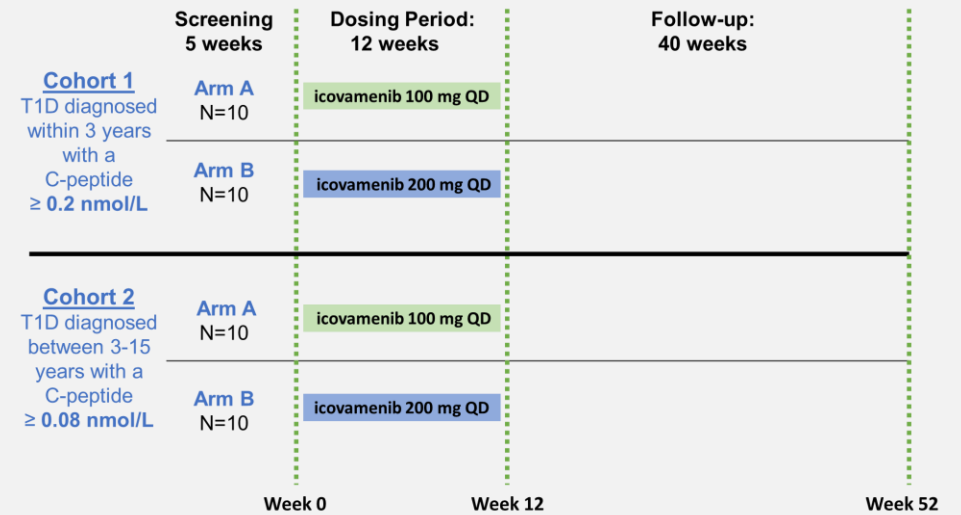 Screening
5 weeks
Dosing Period:
12 weeks
Follow-up:
40 weeks
Cohort 1
T1D diagnosed
within 3 years
with a
C-peptide
≥ 0.2 nmol/L
Arm A
N=10
icovamenib 100 mg QD
Arm B
N=10
icovamenib 200 mg QD
Cohort 2
T1D diagnosed
between 3-15
years with a
C-peptide
≥ 0.08 nmol/L
Arm A
N=10
icovamenib 100 mg QD
Arm B
N=10
icovamenib 200 mg QD
Week 0
Week 12
Week 52